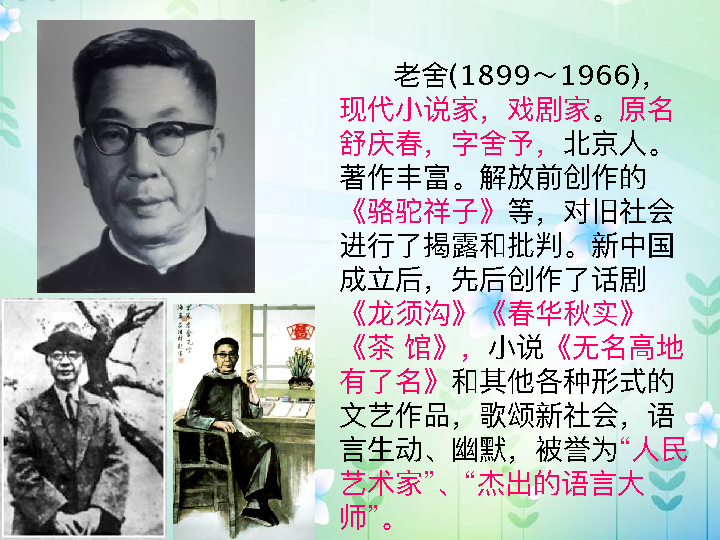 老舍(1899～1966)，
现代小说家，戏剧家。原名
舒庆春，字舍予，北京人。
著作丰富。解放前创作的
《骆驼祥子》等，对旧社会
进行了揭露和批判。新中国
成立后，先后创作了话剧
《龙须沟》《春华秋实》
《茶 馆》，小说《无名高地
有了名》和其他各种形式的
文艺作品，歌颂新社会，语
言生动、幽默，被誉为“人民
艺术家”、“杰出的语言大
师”。